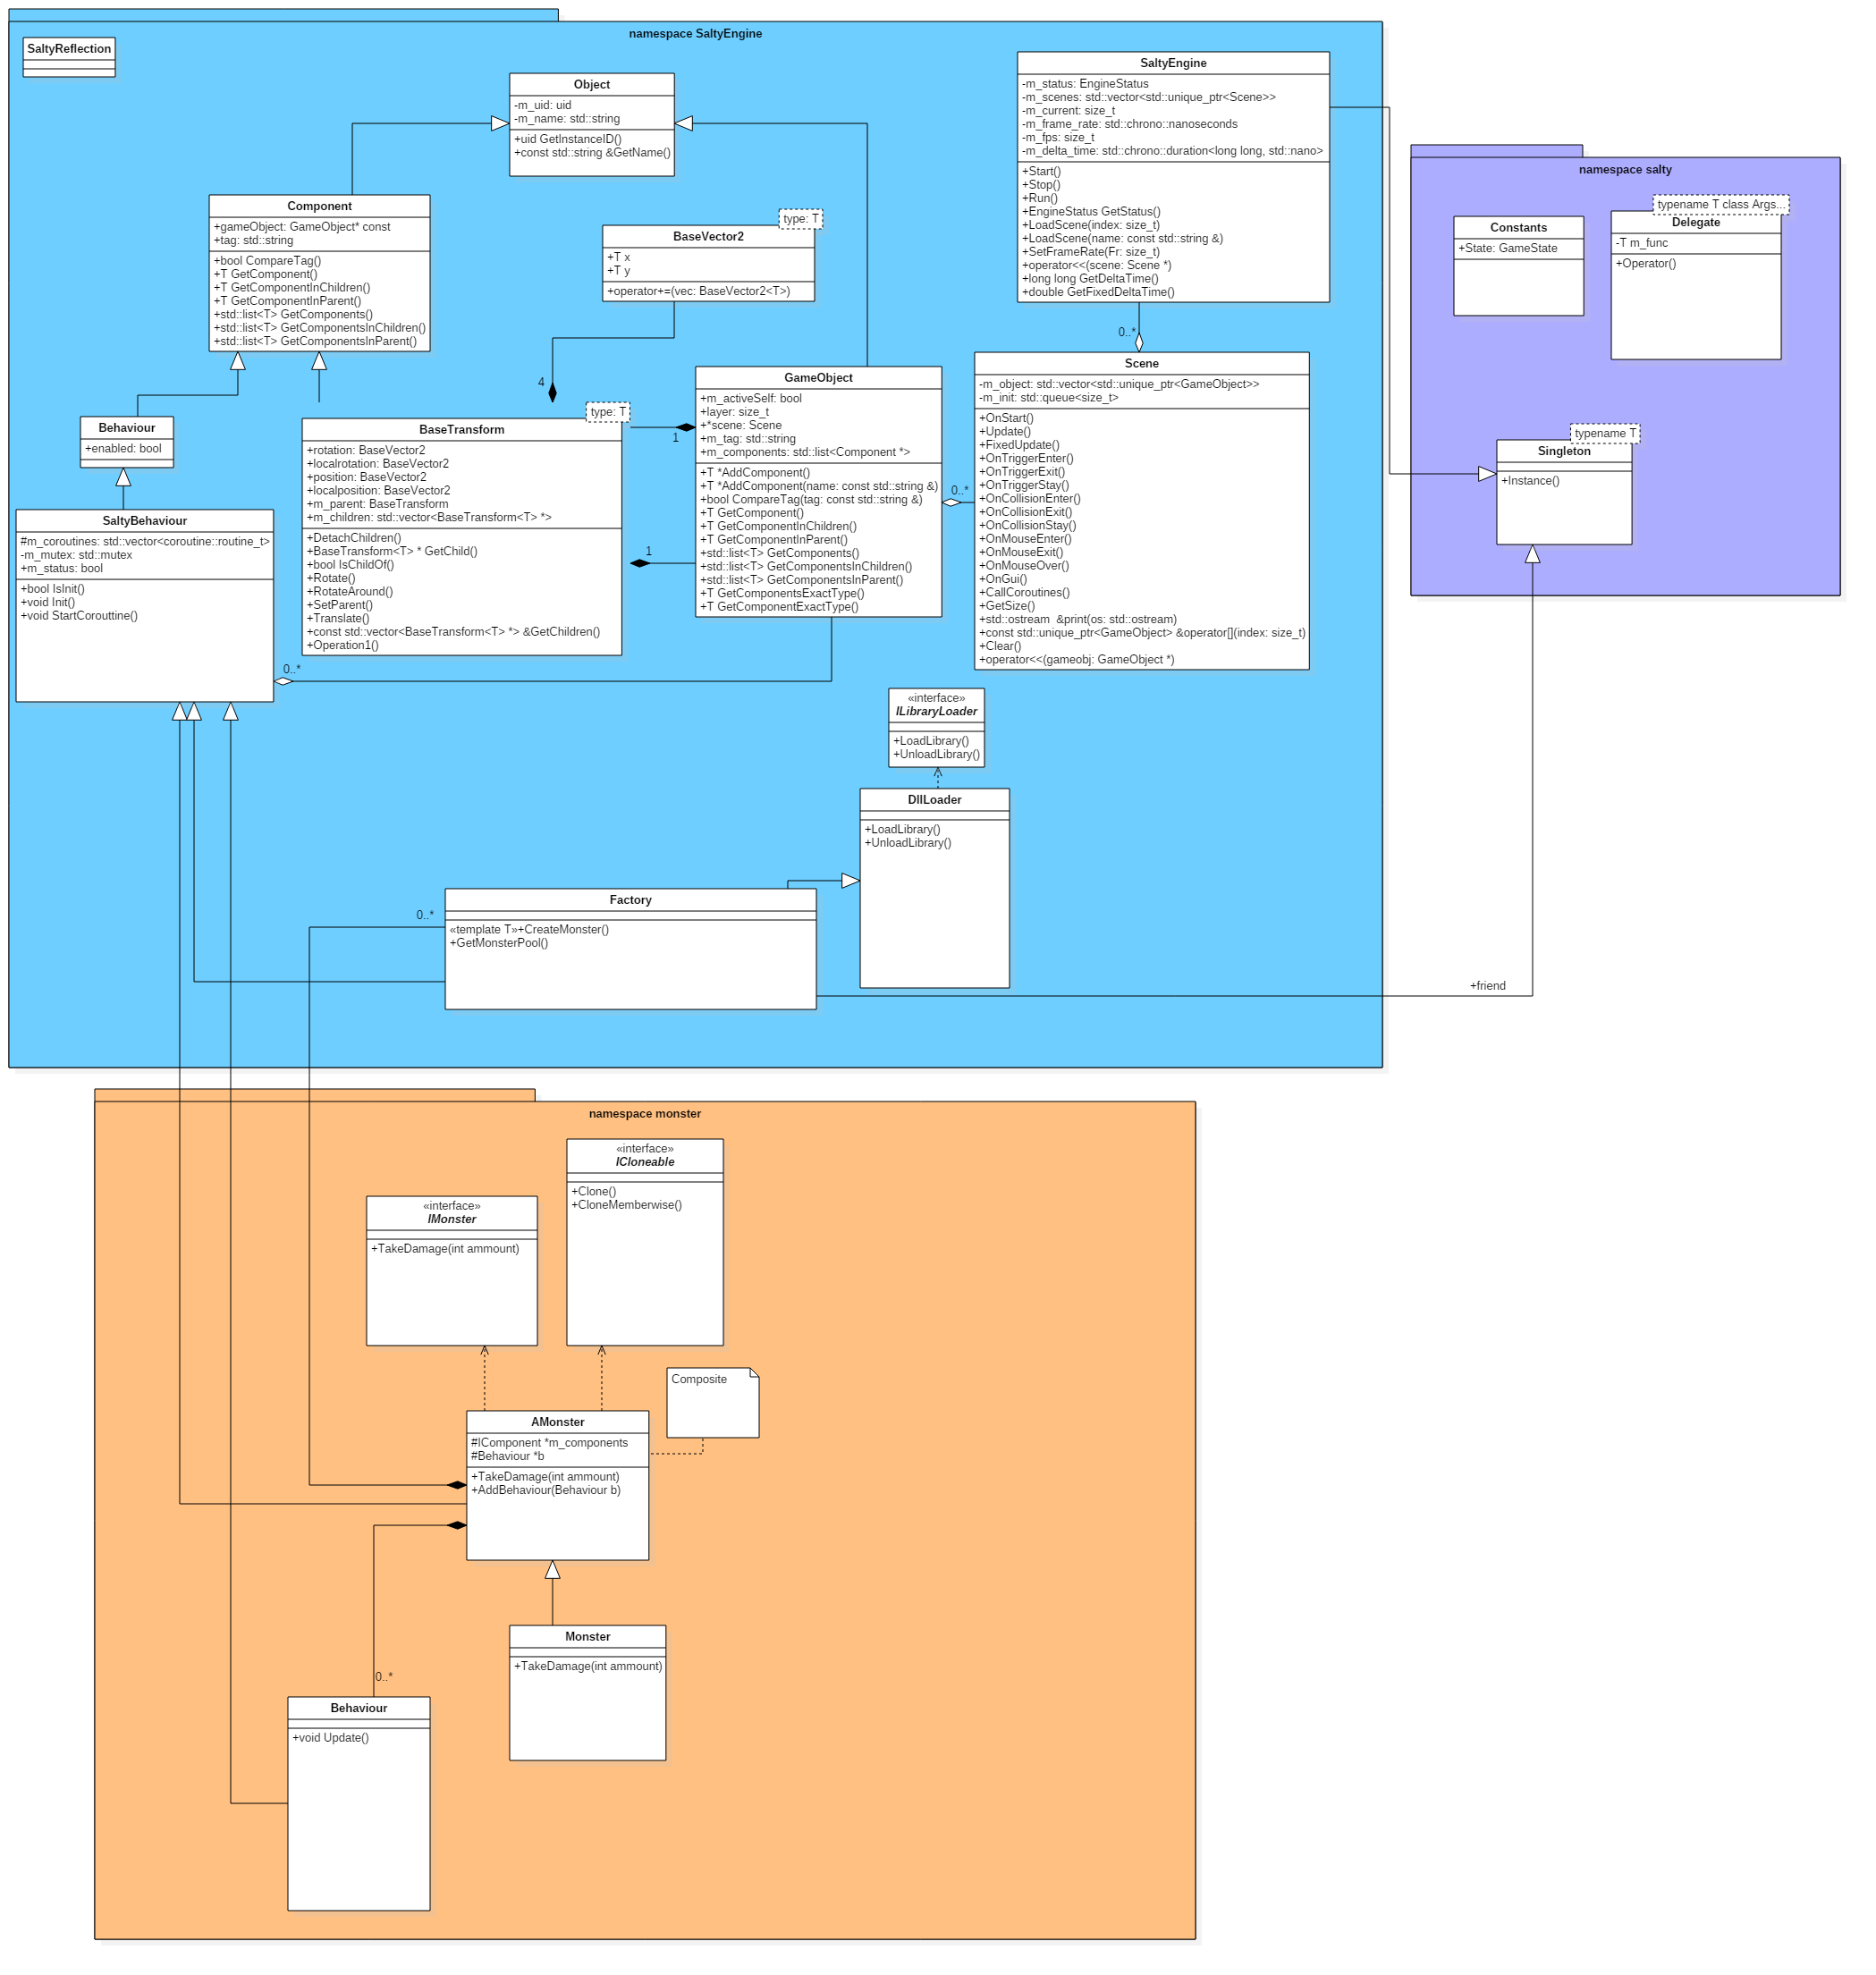 namespace SaltyEngine
SaltyReflection
Object
-m_uid: uid
-m_name: std::string
+uid GetInstanceID()
+const std::string &GetName()
SaltyEngine
-m_status: EngineStatus
-m_scenes: std::vector<std::unique_ptr<Scene>>
-m_current: size_t
-m_frame_rate: std::chrono::nanoseconds
-m_fps: size_t
-m_delta_time: std::chrono::duration<long long, std::nano>
+Start()
+Stop()
+Run()
+EngineStatus GetStatus()
+LoadScene(index: size_t)
+LoadScene(name: const std::string &)
+SetFrameRate(Fr: size_t)
+operator<<(scene: Scene *)
+long long GetDeltaTime()
+double GetFixedDeltaTime()
Component
+gameObject: GameObject* const
+tag: std::string
+bool CompareTag()
+T GetComponent()
+T GetComponentInChildren()
+T GetComponentInParent()
+std::list<T> GetComponents()
+std::list<T> GetComponentsInChildren()
+std::list<T> GetComponentsInParent()
type: T
BaseVector2
+T x
+T y
+operator+=(vec: BaseVector2<T>)
0..*
4
Scene
-m_object: std::vector<std::unique_ptr<GameObject>>
-m_init: std::queue<size_t>
+OnStart()
+Update()
+FixedUpdate()
+OnTriggerEnter()
+OnTriggerExit()
+OnTriggerStay()
+OnCollisionEnter()
+OnCollisionExit()
+OnCollisionStay()
+OnMouseEnter()
+OnMouseExit()
+OnMouseOver()
+OnGui()
+CallCoroutines()
+GetSize()
+std::ostream  &print(os: std::ostream)
+const std::unique_ptr<GameObject> &operator[](index: size_t)
+Clear()
+operator<<(gameobj: GameObject *)
GameObject
+m_activeSelf: bool
+layer: size_t
+*scene: Scene
+m_tag: std::string
+m_components: std::list<Component *>
+T *AddComponent()
+T *AddComponent(name: const std::string &)
+bool CompareTag(tag: const std::string &)
+T GetComponent()
+T GetComponentInChildren()
+T GetComponentInParent()
+std::list<T> GetComponents()
+std::list<T> GetComponentsInChildren()
+std::list<T> GetComponentsInParent()
+T GetComponentsExactType()
+T GetComponentExactType()
0..*
1
1
Behaviour
+enabled: bool
type: T
BaseTransform
+rotation: BaseVector2
+localrotation: BaseVector2
+position: BaseVector2
+localposition: BaseVector2
+m_parent: BaseTransform
+m_children: std::vector<BaseTransform<T> *>
+DetachChildren()
+BaseTransform<T> * GetChild()
+bool IsChildOf()
+Rotate()
+RotateAround()
+SetParent()
+Translate()
+const std::vector<BaseTransform<T> *> &GetChildren()
+Operation1()
SaltyBehaviour
#m_coroutines: std::vector<coroutine::routine_t>
-m_mutex: std::mutex
+m_status: bool
+bool IsInit()
+void Init()
+void StartCorouttine()
0..*
«interface»
ILibraryLoader
+LoadLibrary()
+UnloadLibrary()
DllLoader
+LoadLibrary()
+UnloadLibrary()
Factory
«template T»+CreateMonster()
+GetMonsterPool()
0..*
+friend
namespace salty
Constants
+State: GameState
typename T class Args...
Delegate
-T m_func
+Operator()
typename T
Singleton
+Instance()
namespace monster
«interface»
ICloneable
+Clone()
+CloneMemberwise()
«interface»
IMonster
+TakeDamage(int ammount)
Composite
AMonster
#IComponent *m_components
#Behaviour *b
+TakeDamage(int ammount)
+AddBehaviour(Behaviour b)
Monster
+TakeDamage(int ammount)
0..*
Behaviour
+void Update()